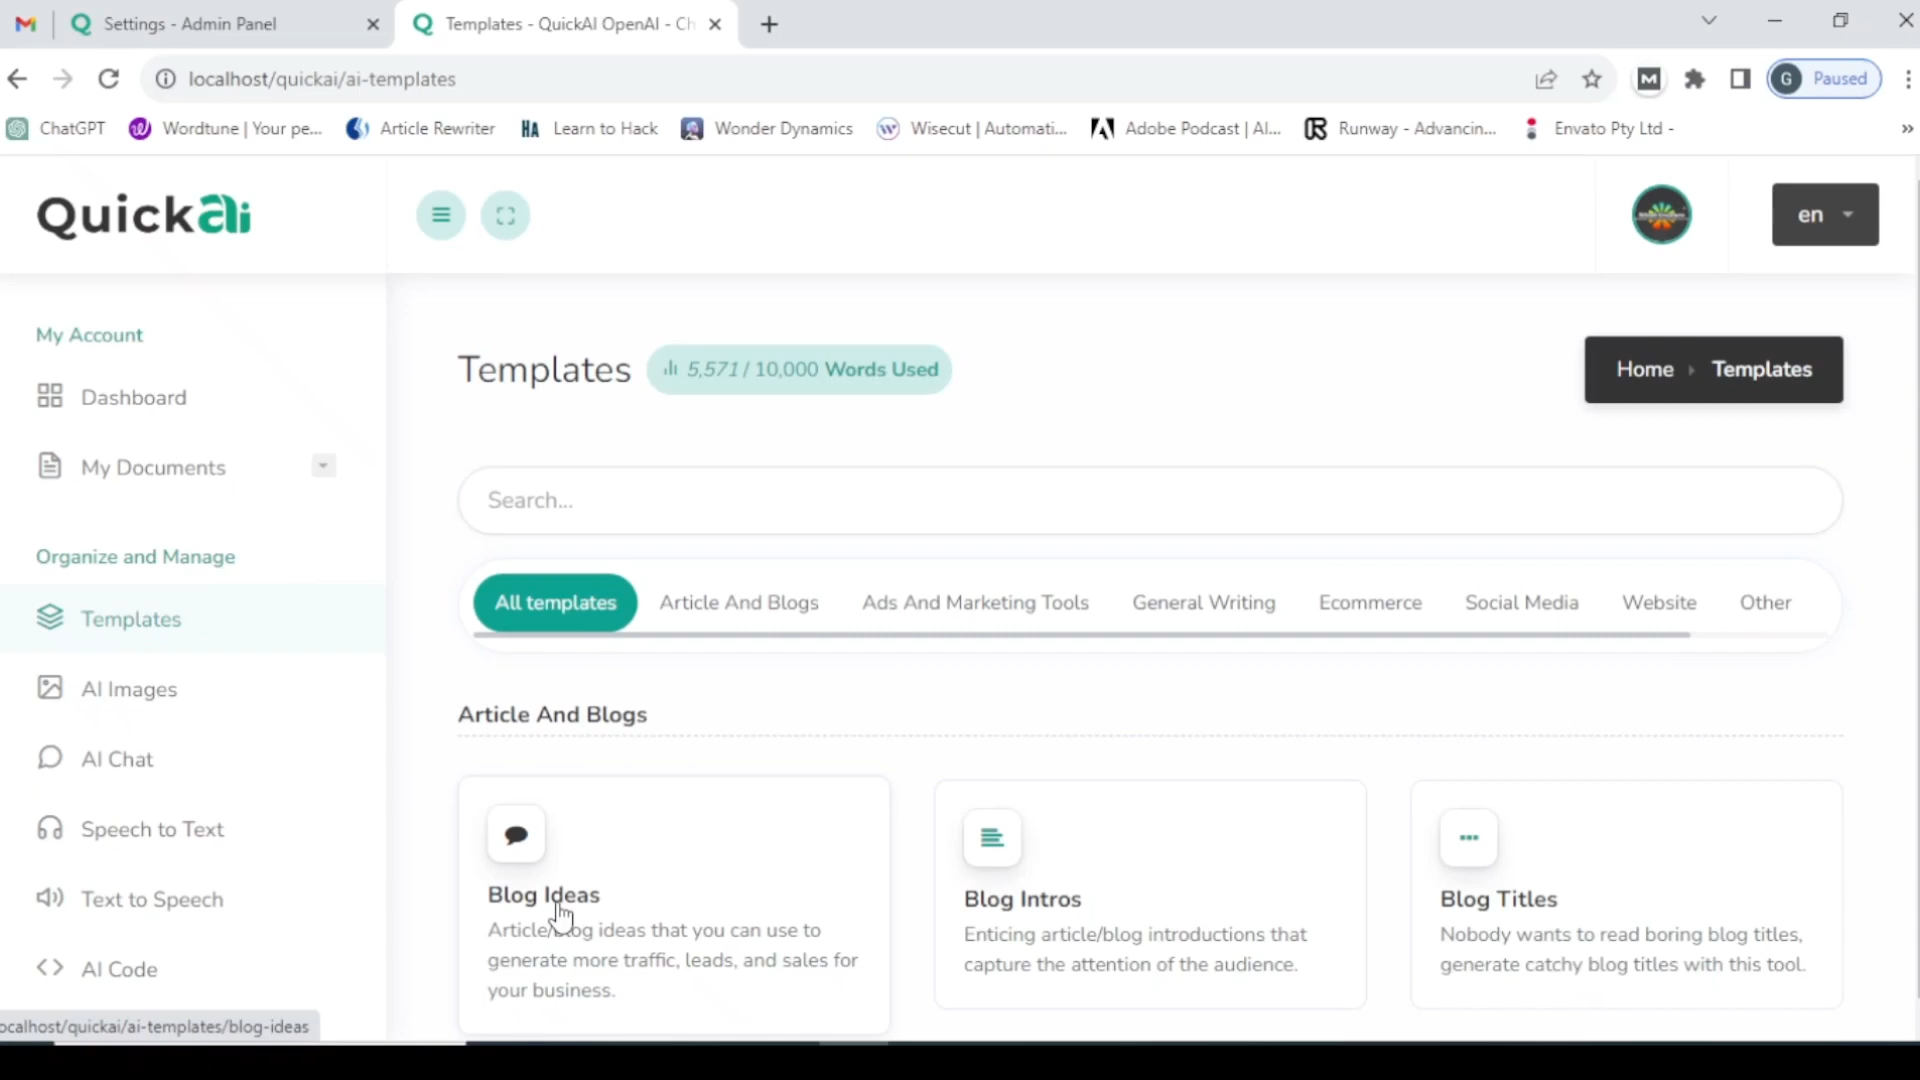 Settings - Admin Panel
Templates - QuickAI OpenAI - Ch
localhost/quickai/ai-templates
G Paused
ChatGPT
Wordtune | Your pe...
Article Rewriter
Learn to Hack
Wonder Dynamics
Wisecut | Automati...
Adobe Podcast | AI...
Runway - Advancin...
Envato Pty Ltd -
»
QuickAi
en
My Account
Dashboard
My Documents
Organize and Manage
Templates
AI Images
AI Chat
Speech to Text
Text to Speech
AI Code
ocalhost/quickai/ai-templates/blog-ideas
Templates
5,571 / 10,000 Words Used
Home
Templates
Search...
All templates
Article And Blogs
Ads And Marketing Tools
General Writing
Ecommerce
Social Media
Website
Other
Article And Blogs
Blog Ideas
Article/blog ideas that you can use to
generate more traffic, leads, and sales for
your business.
Blog Intros
Enticing article/blog introductions that
capture the attention of the audience.
Blog Titles
Nobody wants to read boring blog titles,
generate catchy blog titles with this tool.